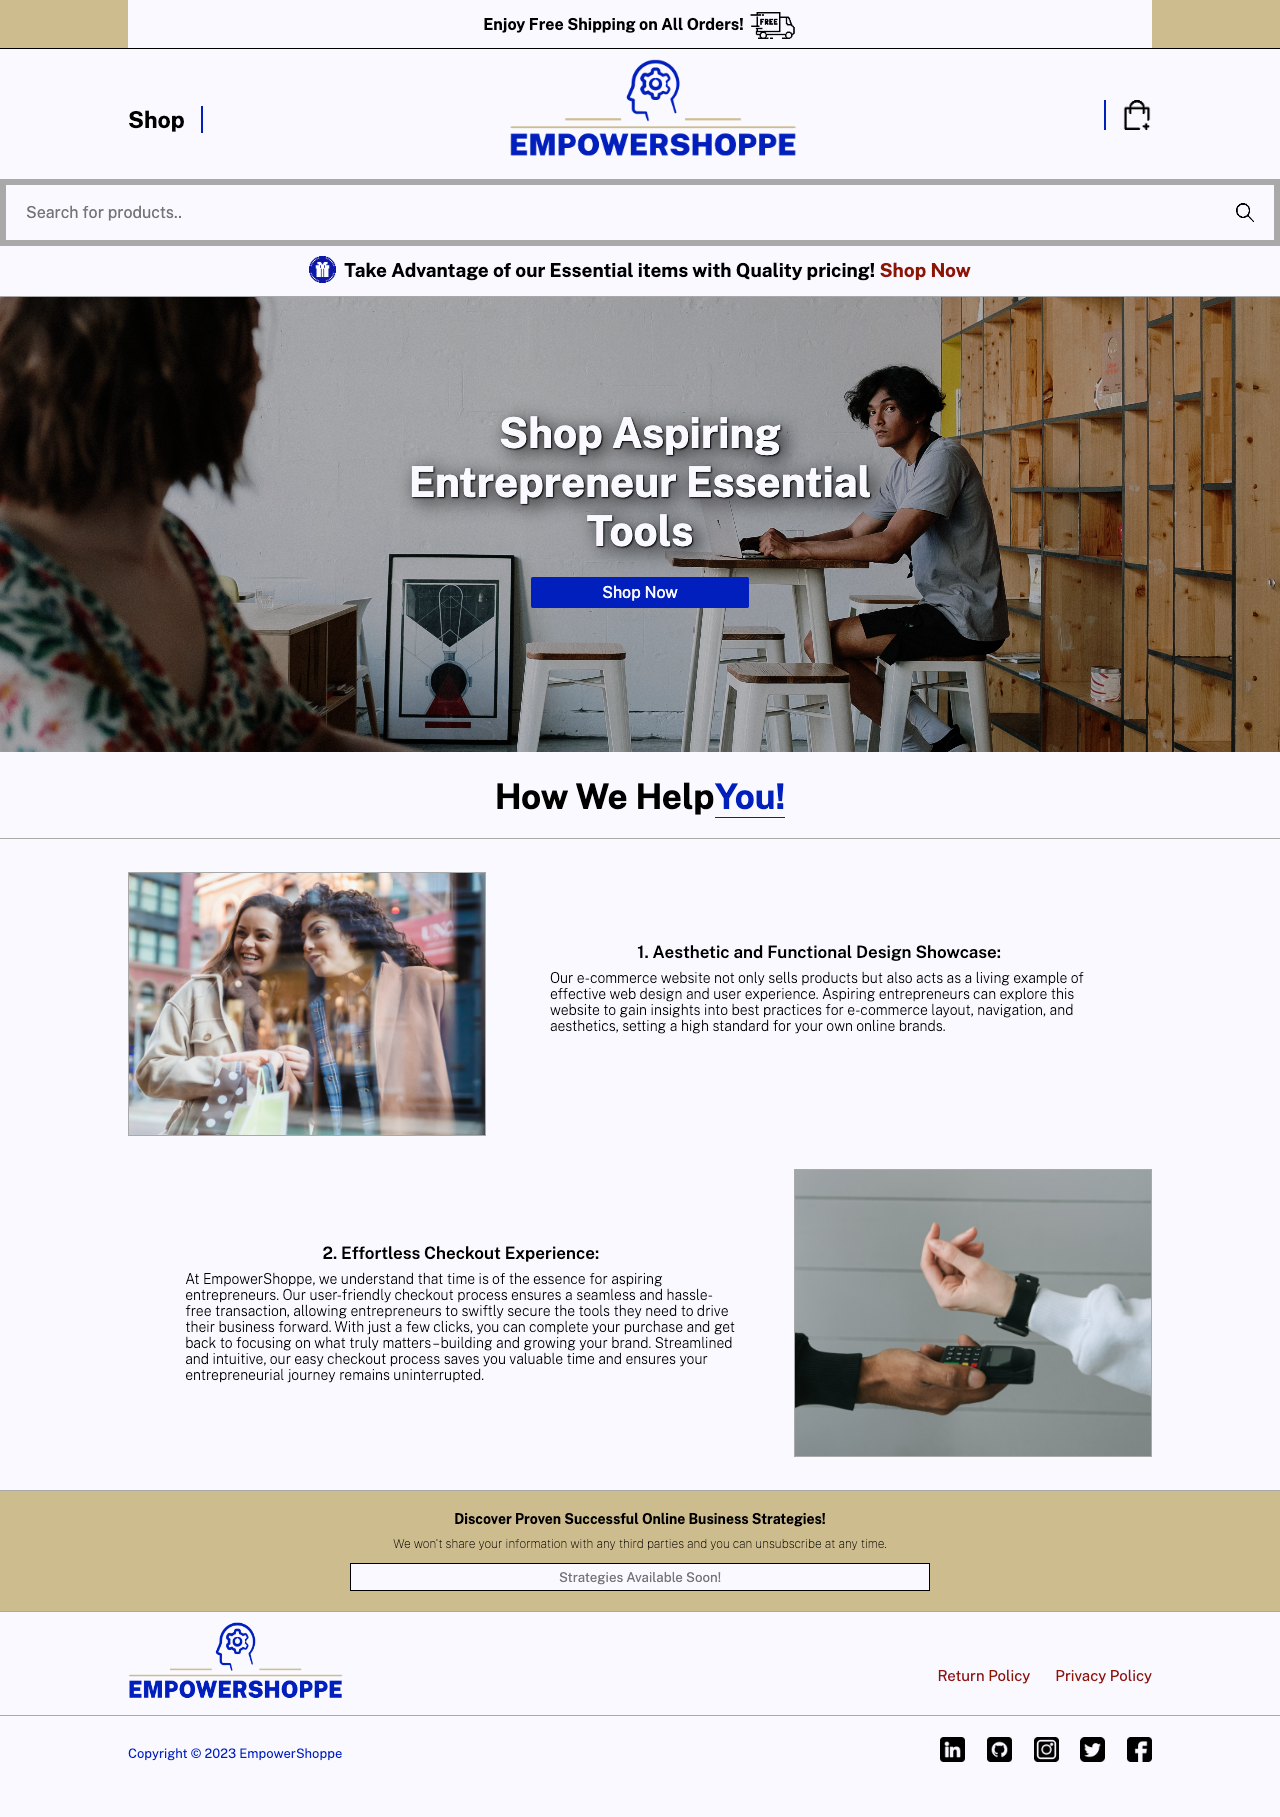 Enjoy Free Shipping on All Orders!
FREE
Shop
EMPOWERSHOPPE
Search for products..
Take Advantage of our Essential items with Quality pricing! Shop Now
Shop Aspiring
Entrepreneur Essential
Tools
Shop Now
How We HelpYou!
1. Aesthetic and Functional Design Showcase:
Our e-commerce website not only sells products but also acts as a living example of
effective web design and user experience. Aspiring entrepreneurs can explore this
website to gain insights into best practices for e-commerce layout, navigation, and
aesthetics, setting a high standard for your own online brands.
2. Effortless Checkout Experience:
At EmpowerShoppe, we understand that time is of the essence for aspiring
entrepreneurs. Our user-friendly checkout process ensures a seamless and hassle-
free transaction, allowing entrepreneurs to swiftly secure the tools they need to drive
their business forward. With just a few clicks, you can complete your purchase and get
back to focusing on what truly matters – building and growing your brand. Streamlined
and intuitive, our easy checkout process saves you valuable time and ensures your
entrepreneurial journey remains uninterrupted.
Discover Proven Successful Online Business Strategies!
We won't share your information with any third parties and you can unsubscribe at any time.
Strategies Available Soon!
EMPOWERSHOPPE
Return Policy
Privacy Policy
Copyright © 2023 EmpowerShoppe
in